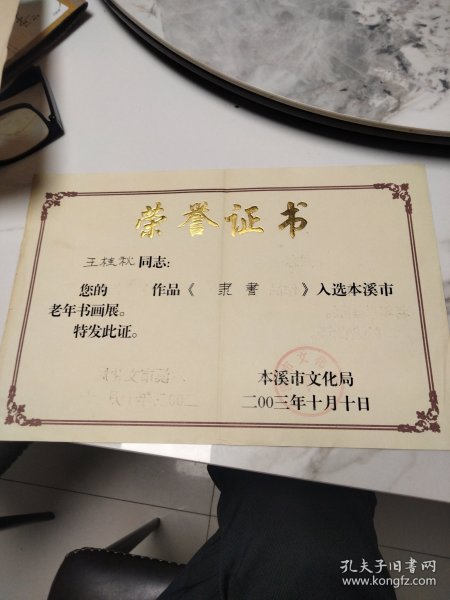 荣誉证书
王桂秋同志：
您的 作品《 隶書 》入选本溪市
老年书画展。
特发此证。
本溪市文化局
二00三年十月十日
孔夫子旧书网
www.kongfz.com